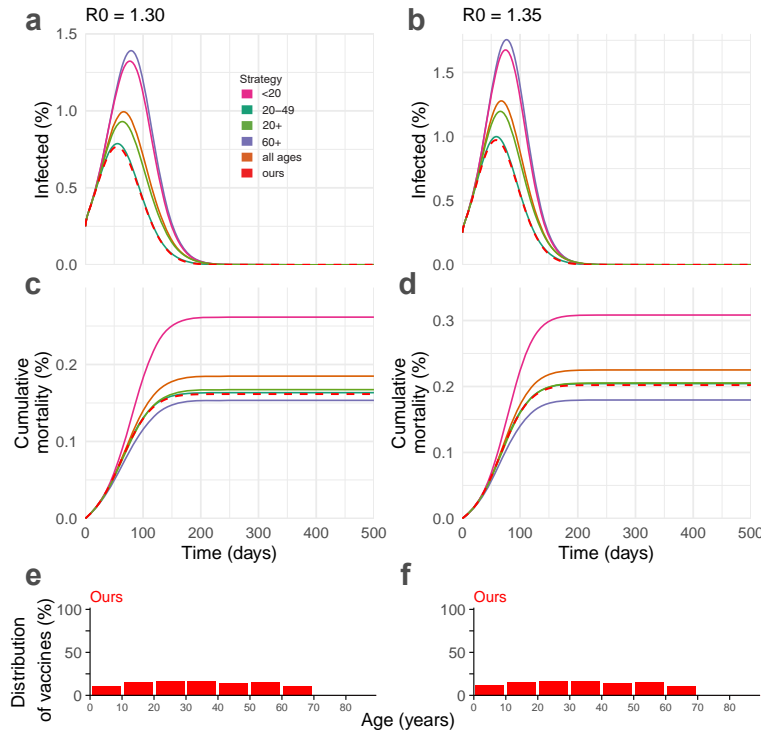 a
R0 = 1.30
b
R0 = 1.35
Infected (%)
1.5
1.0
0.5
0.0
Strategy
<20
20−49
20+
60+
all ages
ours
Infected (%)
1.5
1.0
0.5
0.0
c
Cumulative
mortality (%)
0.2
0.1
0.0
0 100 200 300 400 500
Time (days)
d
Cumulative
mortality (%)
0.3
0.2
0.1
0.0
0 100 200 300 400 500
Time (days)
e
Ours
Distribution
of vaccines (%)
100
50
0
0 10 20 30 40 50 60 70 80
f
Ours
100
50
0
0 10 20 30 40 50 60 70 80
Age (years)